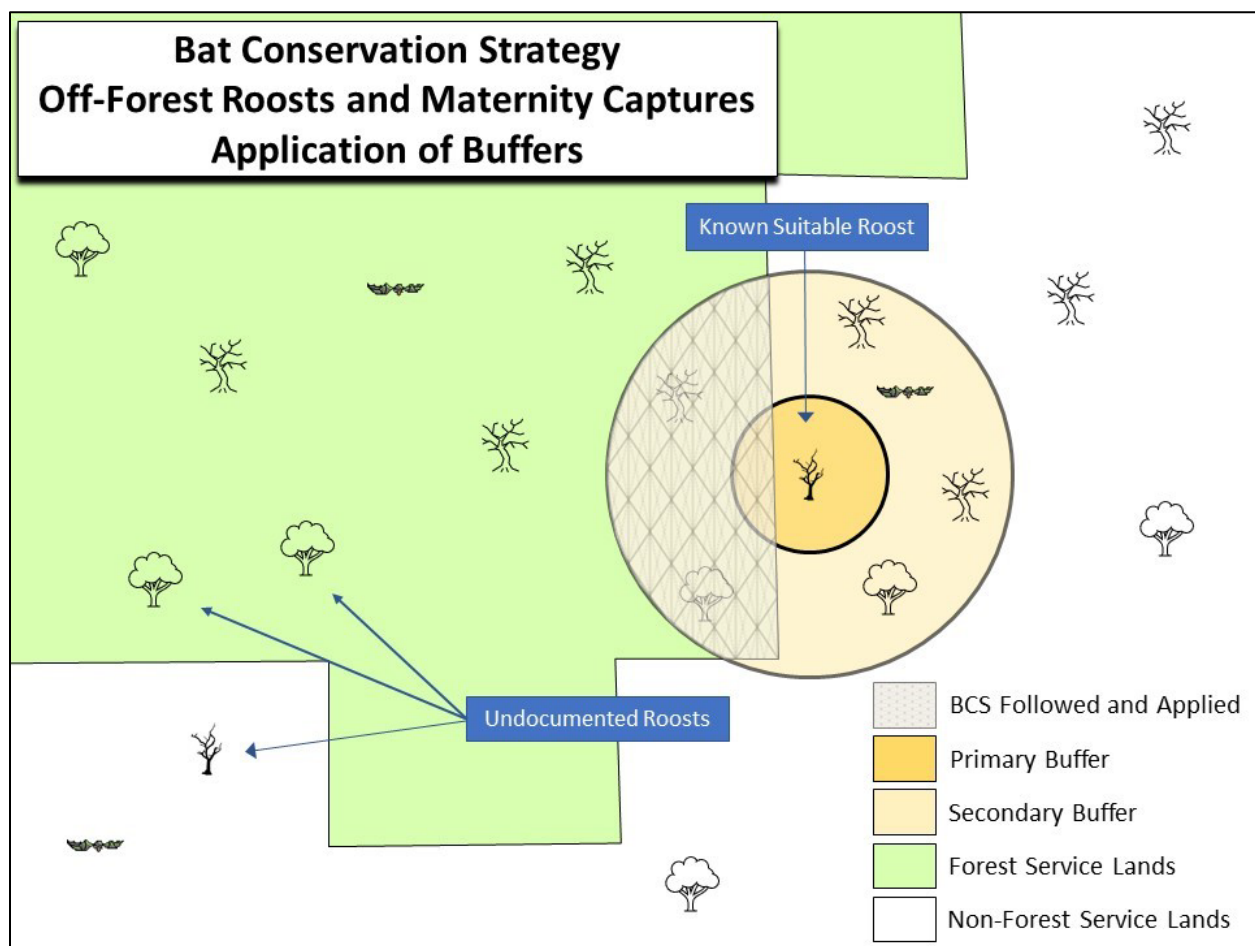 Bat Conservation Strategy
Off-Forest Roosts and Maternity Captures
Application of Buffers
Known Suitable Roost
Undocumented Roosts
BCS Followed and Applied
Primary Buffer
Secondary Buffer
Forest Service Lands
Non-Forest Service Lands